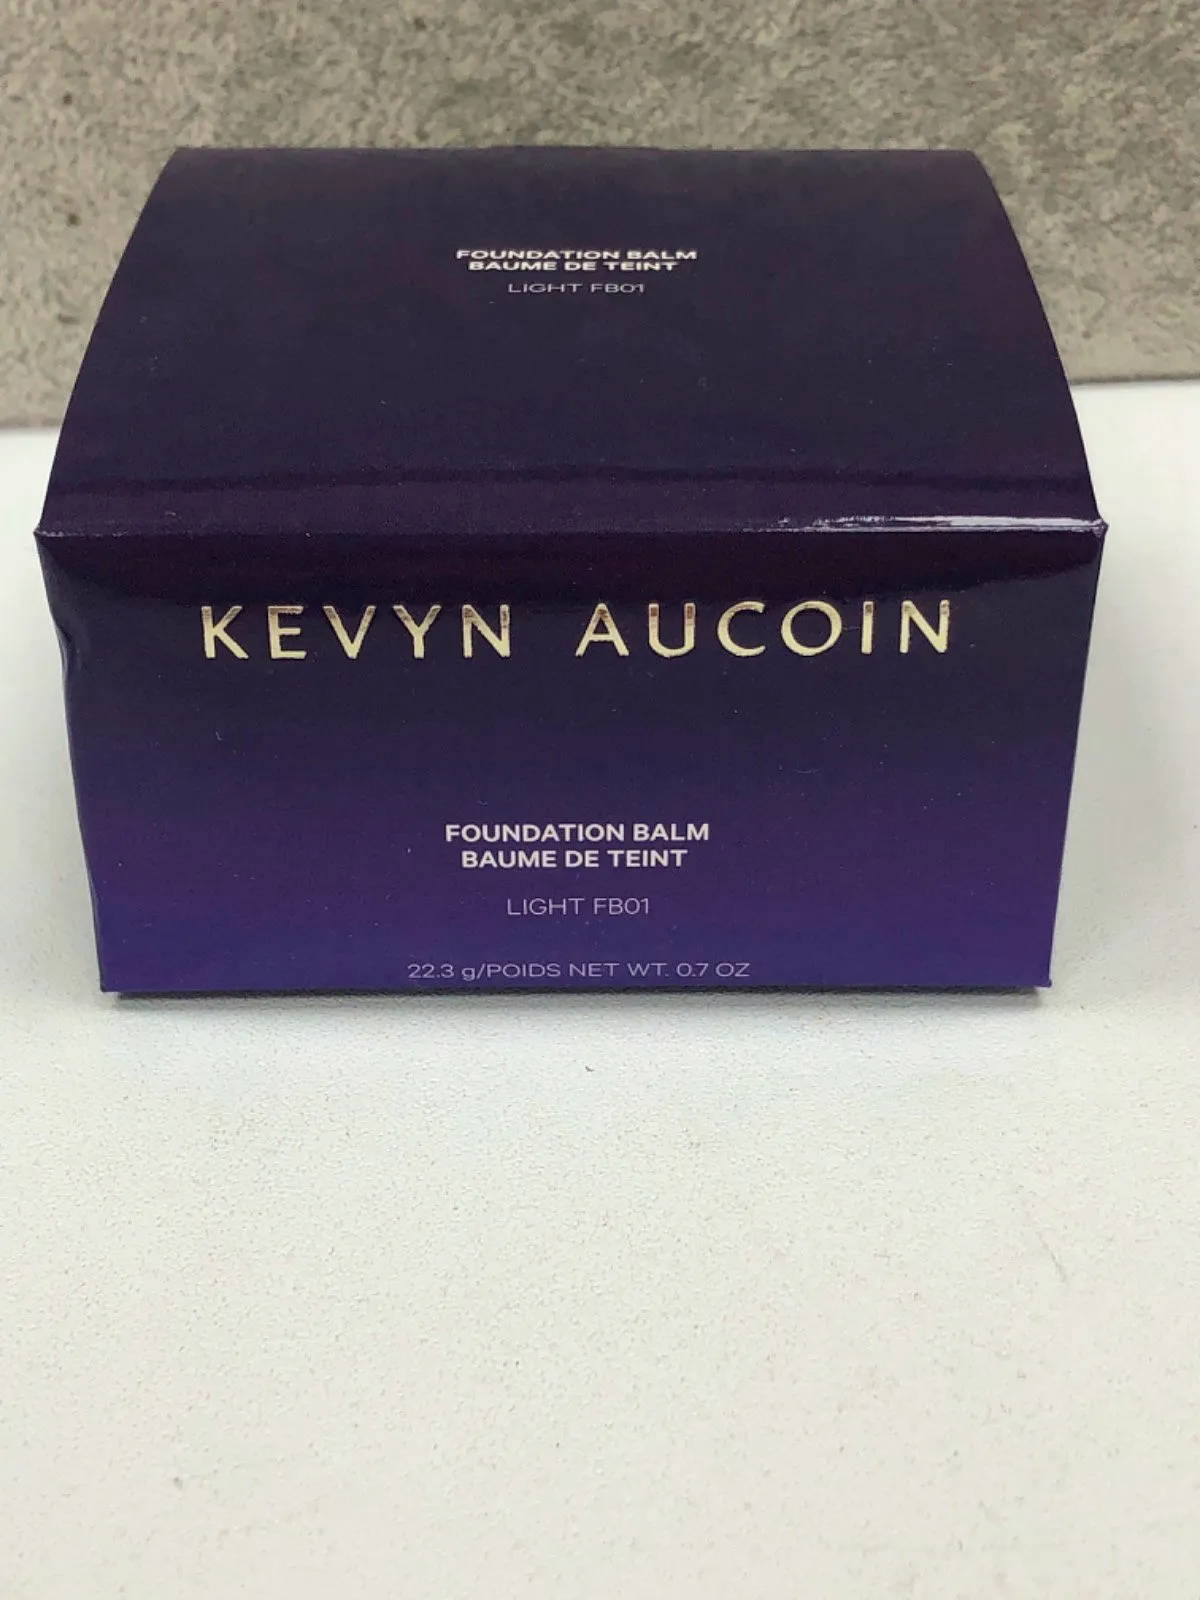 FOUNDATION BALM
BAUME DE TEINT
LIGHT FB01
KEVYN AUCOIN
FOUNDATION BALM
BAUME DE TEINT
LIGHT FB01
22.3 g/POIDS NET WT. 0.7 OZ